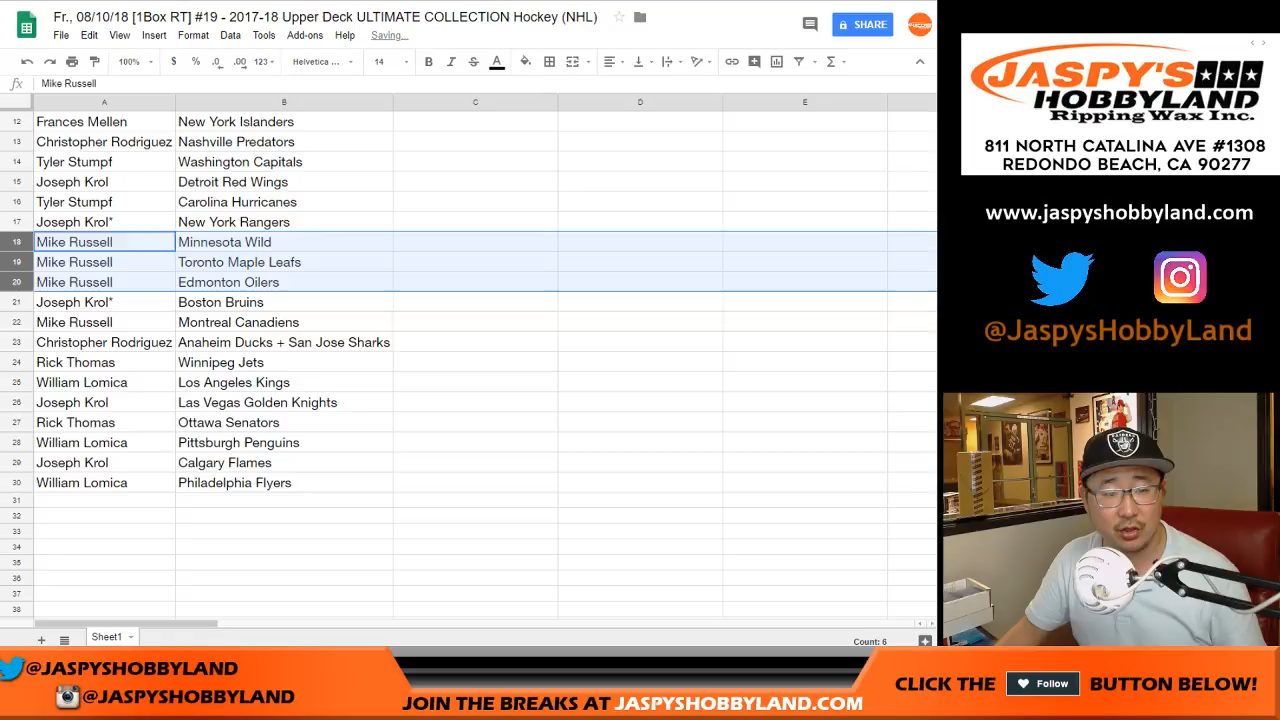 Fr., 08/10/18 [1Box RT] #19 - 2017-18 Upper Deck ULTIMATE COLLECTION Hockey (NHL)
SHARE
File Edit View Insert Format Data Tools Add-ons Help Saving...
100% $ % .0 .00 123 Helvetica ... 14 B I S A
fx Mike Russell
A B C D E
12 Frances Mellen New York Islanders
13 Christopher Rodriguez Nashville Predators
14 Tyler Stumpf Washington Capitals
15 Joseph Krol Detroit Red Wings
16 Tyler Stumpf Carolina Hurricanes
17 Joseph Krol* New York Rangers
18 Mike Russell Minnesota Wild
19 Mike Russell Toronto Maple Leafs
20 Mike Russell Edmonton Oilers
21 Joseph Krol* Boston Bruins
22 Mike Russell Montreal Canadiens
23 Christopher Rodriguez Anaheim Ducks + San Jose Sharks
24 Rick Thomas Winnipeg Jets
25 William Lomica Los Angeles Kings
26 Joseph Krol Las Vegas Golden Knights
27 Rick Thomas Ottawa Senators
28 William Lomica Pittsburgh Penguins
29 Joseph Krol Calgary Flames
30 William Lomica Philadelphia Flyers
31
32
33
34
35
36
37
38
Sheet1
Count: 6
JASPY'S
HOBBYLAND
Ripping Wax Inc.
811 NORTH CATALINA AVE #1308
REDONDO BEACH, CA 90277
www.jaspyshobbyland.com
@JaspysHobbyLand
@JASPYSHOBBYLAND
@JASPYSHOBBYLAND
JOIN THE BREAKS AT JASPYSHOBBYLAND.COM
CLICK THE Follow BUTTON BELOW!